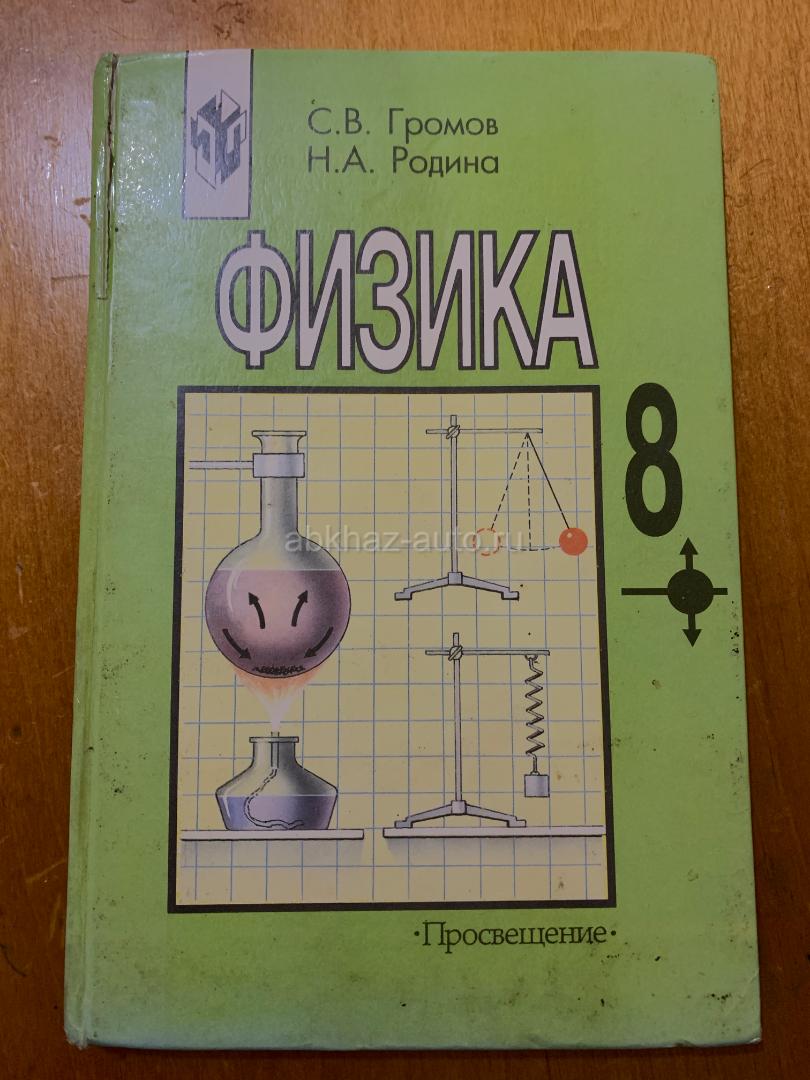 С.В. Громов
Н.А. Родина
ФИЗИКА
8
abkhaz-auto.ru
·Просвещение·